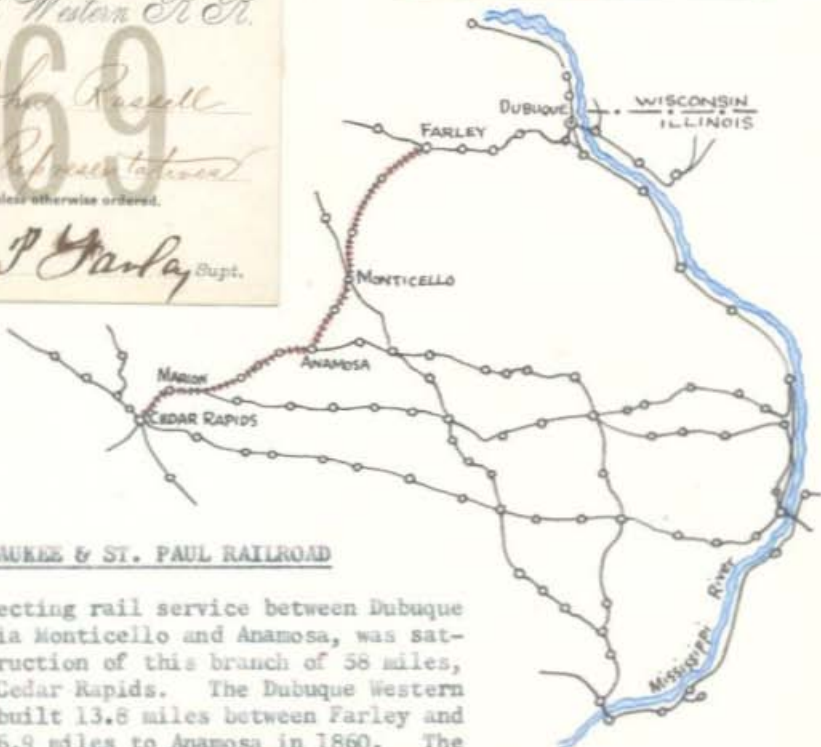 Western R R.
69
Russell
Representatives
unless otherwise ordered.
P Farley Supt.
DUBUQUE
WISCONSIN
ILLINOIS
FARLEY
MONTICELLO
ANAMOSA
MARION
CEDAR RAPIDS
Mississippi River
AUKEE & ST. PAUL RAILROAD
ecting rail service between Dubuque
ia Monticello and Anamosa, was sat-
ruction of this branch of 58 miles,
Cedar Rapids. The Dubuque Western
built 13.8 miles between Farley and
6.9 miles to Anamosa in 1860. The